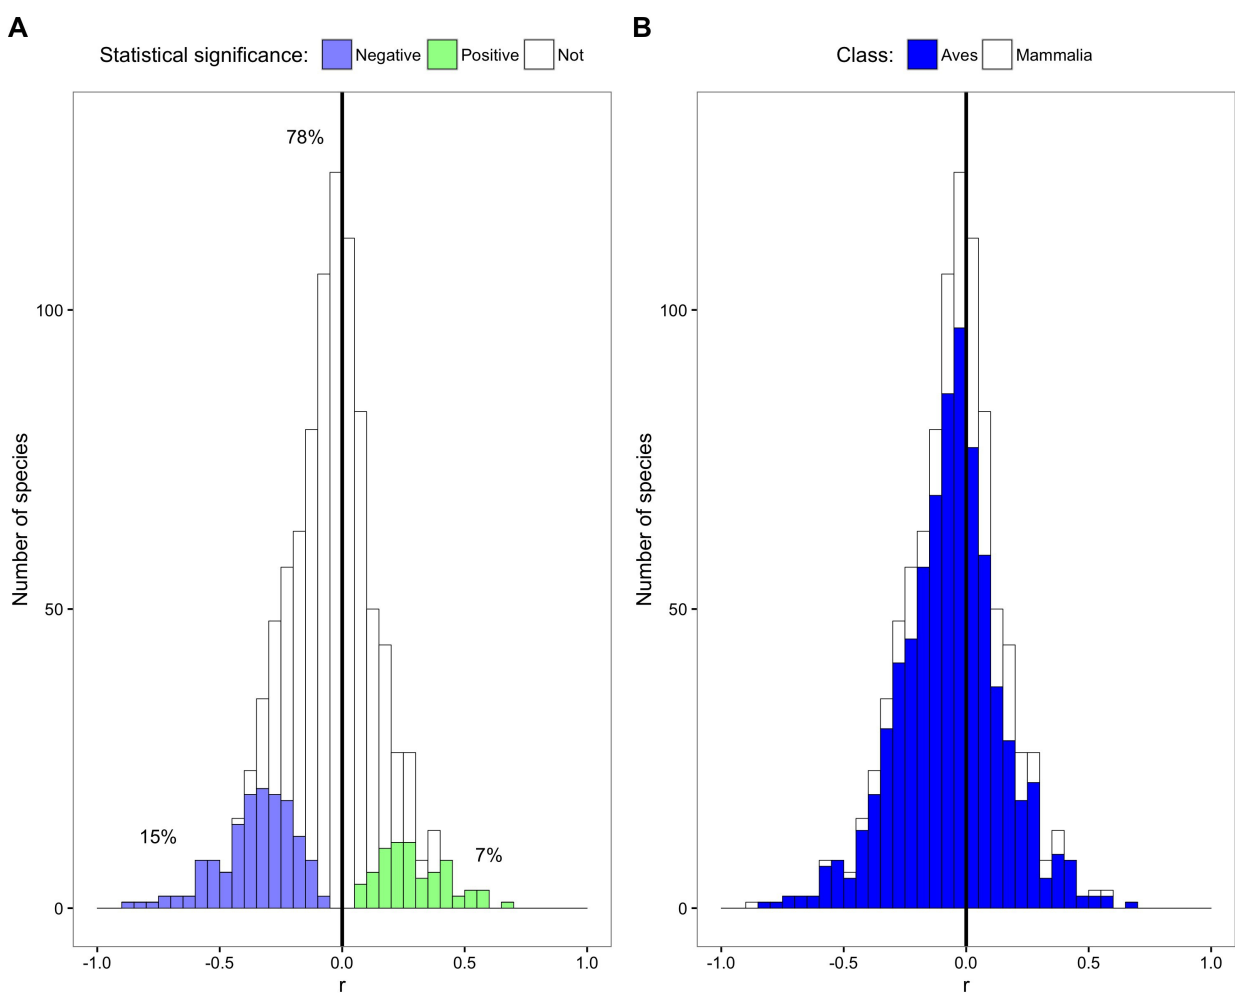 A
Statistical significance: Negative Positive Not
78%
15%
7%
100
50
0
Number of species
-1.0 -0.5 0.0 0.5 1.0
r
B
Class: Aves Mammalia
100
50
0
Number of species
-1.0 -0.5 0.0 0.5 1.0
r